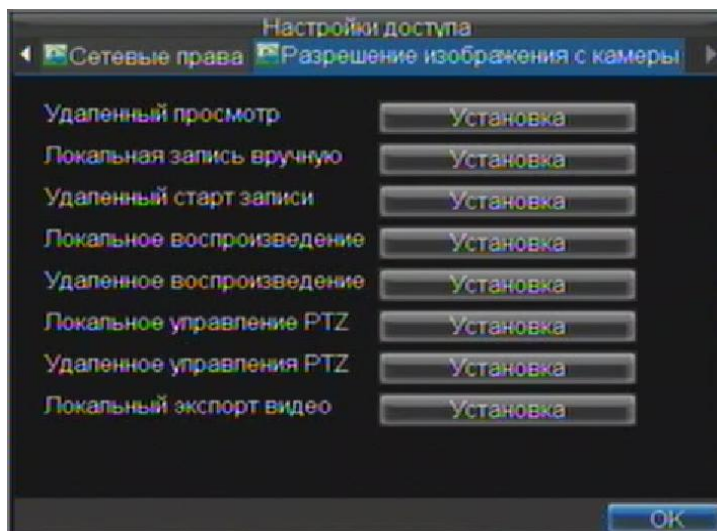 Настройки доступа
Сетевые права Разрешение изображения с камеры
Удаленный просмотр Установка
Локальная запись вручную Установка
Удаленный старт записи Установка
Локальное воспроизведение Установка
Удаленное воспроизведение Установка
Локальное управление PTZ Установка
Удаленное управления PTZ Установка
Локальный экспорт видео Установка
OK